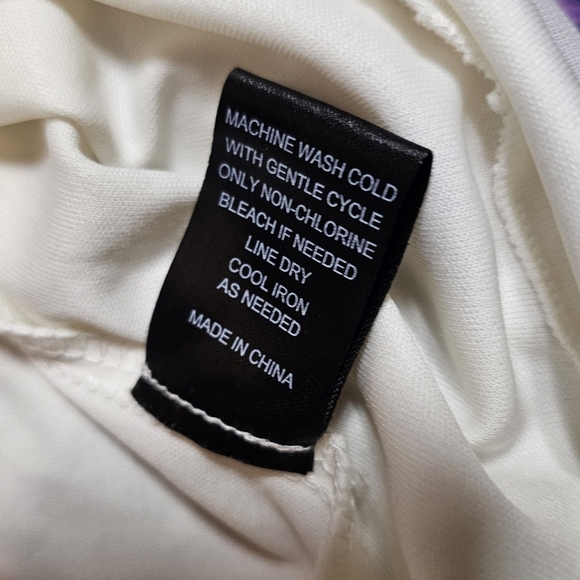 MACHINE WASH COLD
WITH GENTLE CYCLE
ONLY NON-CHLORINE
BLEACH IF NEEDED
LINE DRY
COOL IRON
AS NEEDED
MADE IN CHINA